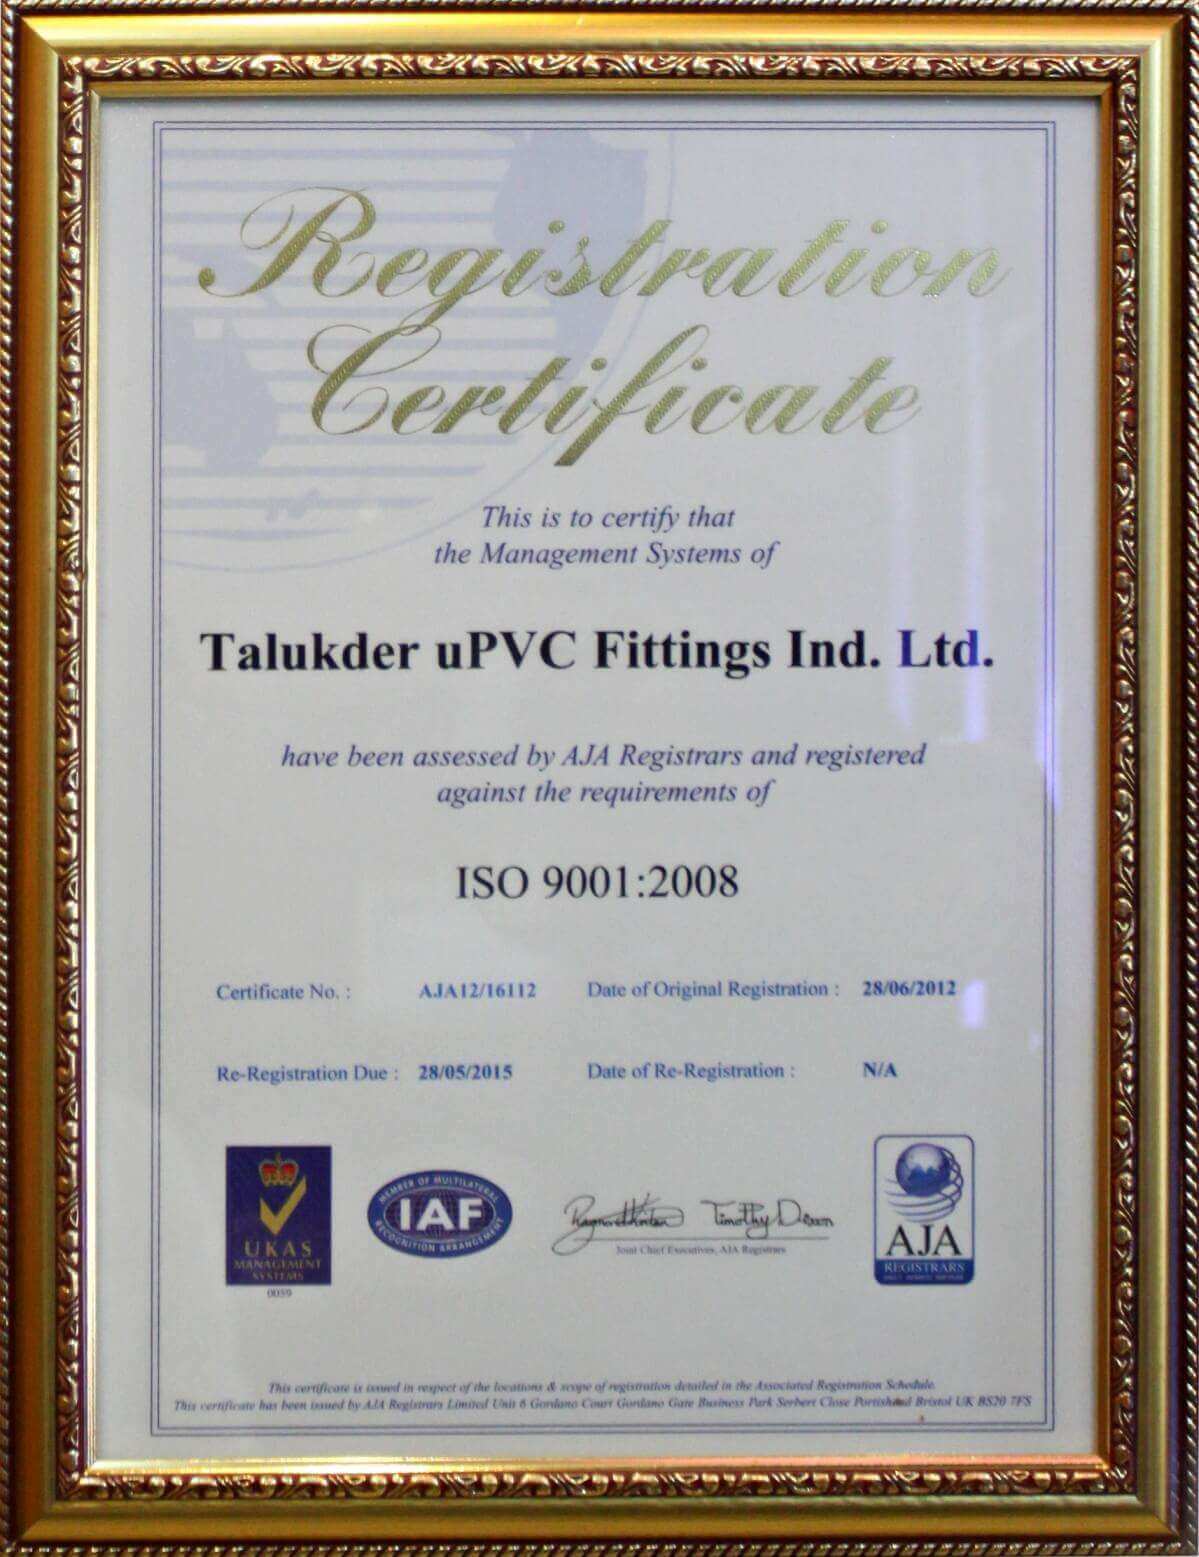 Registration
Certificate
This is to certify that
the Management Systems of
Talukder uPVC Fittings Ind. Ltd.
have been assessed by AJA Registrars and registered
against the requirements of
ISO 9001:2008
Certificate No. : AJA12/16112 Date of Original Registration : 28/06/2012
Re-Registration Due : 28/05/2015 Date of Re-Registration : N/A
UKAS
MANAGEMENT
SYSTEMS
0059
MEMBER OF MULTILATERAL
IAF
RECOGNITION ARRANGEMENT
Timothy Dixon
Joint Chief Executives, AJA Registrars
AJA
REGISTRARS
This certificate is issued in respect of the locations & scope of registration detailed in the Associated Registration Schedule.
This certificate has been issued by AJA Registrars Limited Unit 6 Gordano Court Gordano Gate Business Park Serbert Close Portishead Bristol UK BS20 7FS